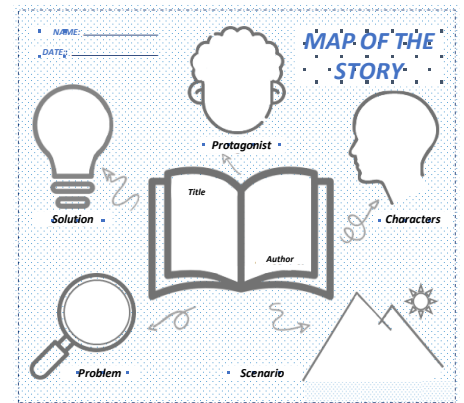 NAME:
DATE:
MAP OF THE
STORY
Protagonist
Title
Author
Solution
Characters
Problem
Scenario